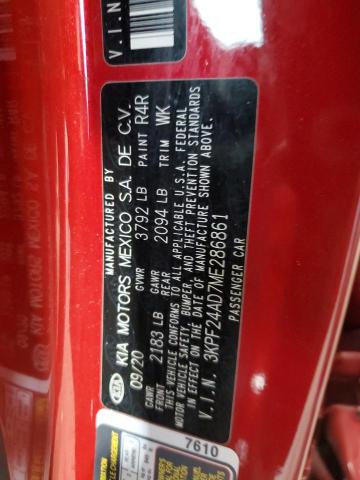 V.I.N
MANUFACTURED BY
KIA KIA MOTORS MEXICO S.A. DE C.V.
09/20 GVWR 3792 LB PAINT R4R
GAWR FRONT 2183 LB GAWR REAR 2094 LB TRIM WK
THIS VEHICLE CONFORMS TO ALL APPLICABLE U.S.A. FEDERAL
MOTOR VEHICLE SAFETY, BUMPER, AND THEFT PREVENTION STANDARDS
IN EFFECT ON THE DATE OF MANUFACTURE SHOWN ABOVE.
V.I.N. 3KPF24AD7ME286861
PASSENGER CAR
7610